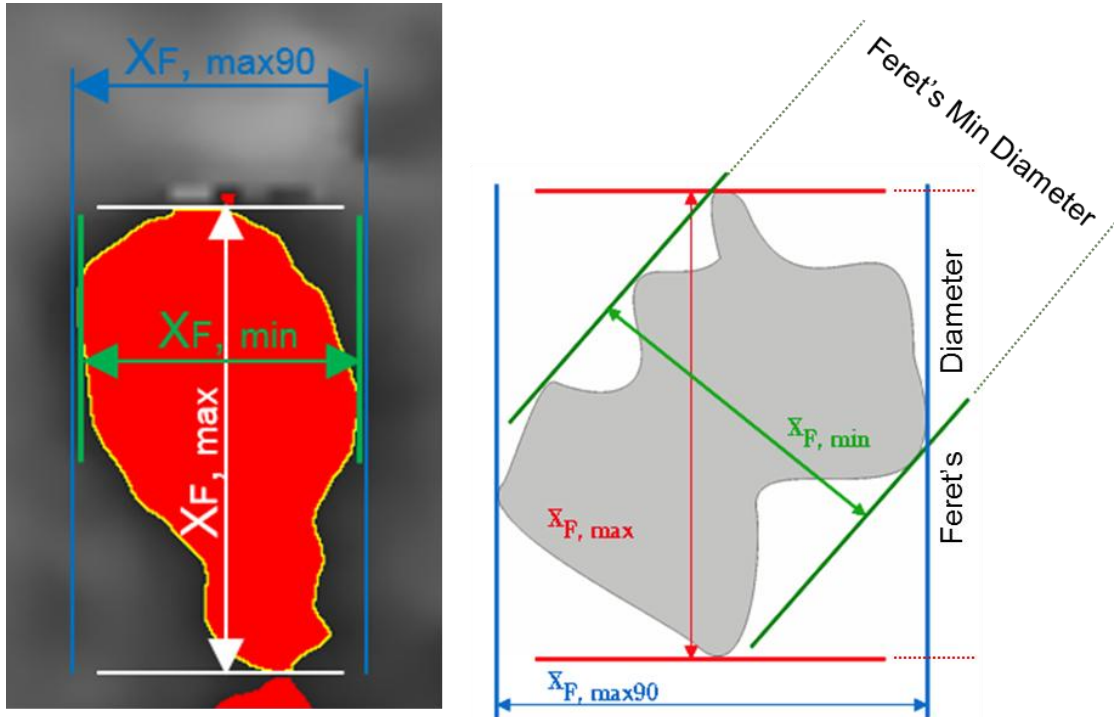 XF, max90
XF, min
XF, max
Feret's Min Diameter
Feret's Diameter
XF, min
XF, max
XF, max90